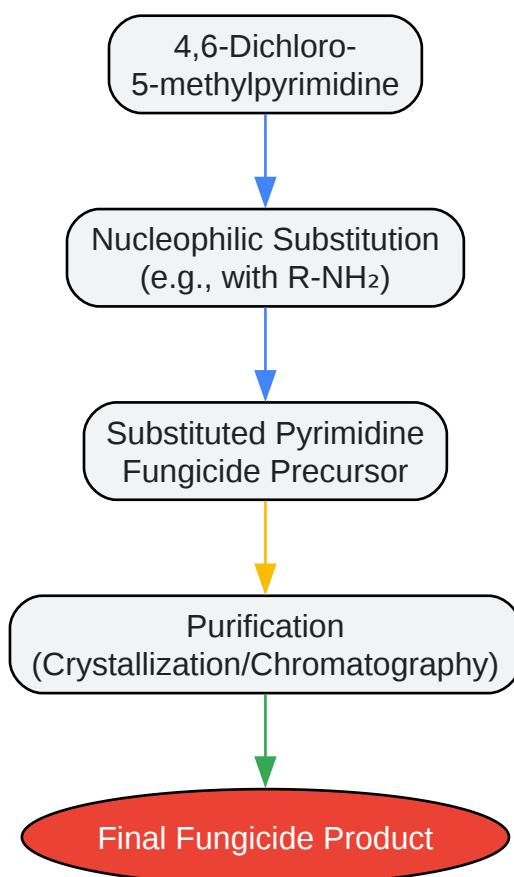 4,6-Dichloro-
5-methylpyrimidine
Nucleophilic Substitution
(e.g., with R-NH₂)
Substituted Pyrimidine
Fungicide Precursor
Purification
(Crystallization/Chromatography)
Final Fungicide Product